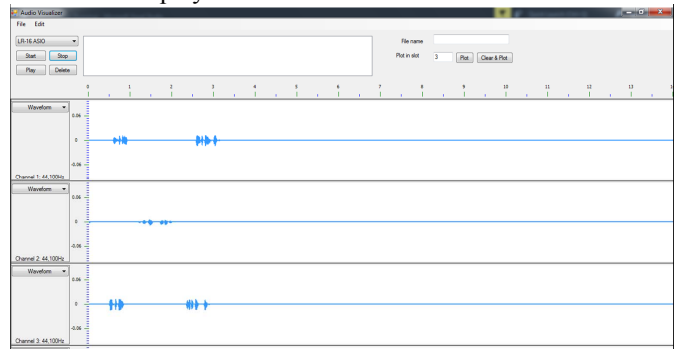 Audio Visualizer
File Edit
LR-16 ASIO
File name
Start Stop
Plot in slot 3 Plot Clear & Plot
Play Delete
0 1 2 3 4 5 6 7 8 9 10 11 12 13
Waveform
0.06
0
-0.06
Channel 1: 44,100Hz
Waveform
0.06
0
-0.06
Channel 2: 44,100Hz
Waveform
0.06
0
-0.06
Channel 3: 44,100Hz